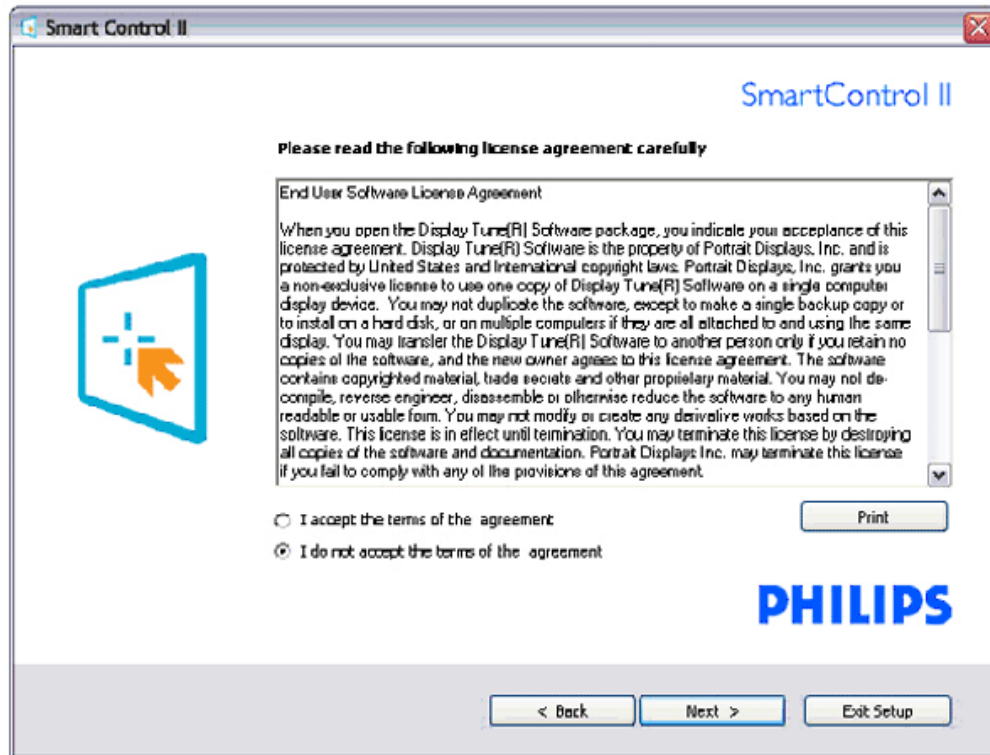 Smart Control II
SmartControl II
Please read the following license agreement carefully
End User Software License Agreement
When you open the Display Tune(R) Software package, you indicate your acceptance of this
license agreement. Display Tune(R) Software is the property of Portrait Displays, Inc. and is
protected by United States and International copyright laws. Portrait Displays, Inc. grants you
a non-exclusive license to use one copy of Display Tune(R) Software on a single computer
display device. You may not duplicate the software, except to make a single backup copy or
to install on a hard disk, or on multiple computers if they are all attached to and using the same
display. You may transfer the Display Tune(R) Software to another person only if you retain no
copies of the software, and the new owner agrees to this license agreement. The software
contains copyrighted material, trade secrets and other proprietary material. You may not de-
compile, reverse engineer, disassemble or otherwise reduce the software to any human
readable or usable form. You may not modify or create any derivative works based on the
software. This license is in effect until termination. You may terminate this license by destroying
all copies of the software and documentation. Portrait Displays Inc. may terminate this license
if you fail to comply with any of the provisions of this agreement.
I accept the terms of the agreement
Print
I do not accept the terms of the agreement
PHILIPS
< Back
Next >
Exit Setup